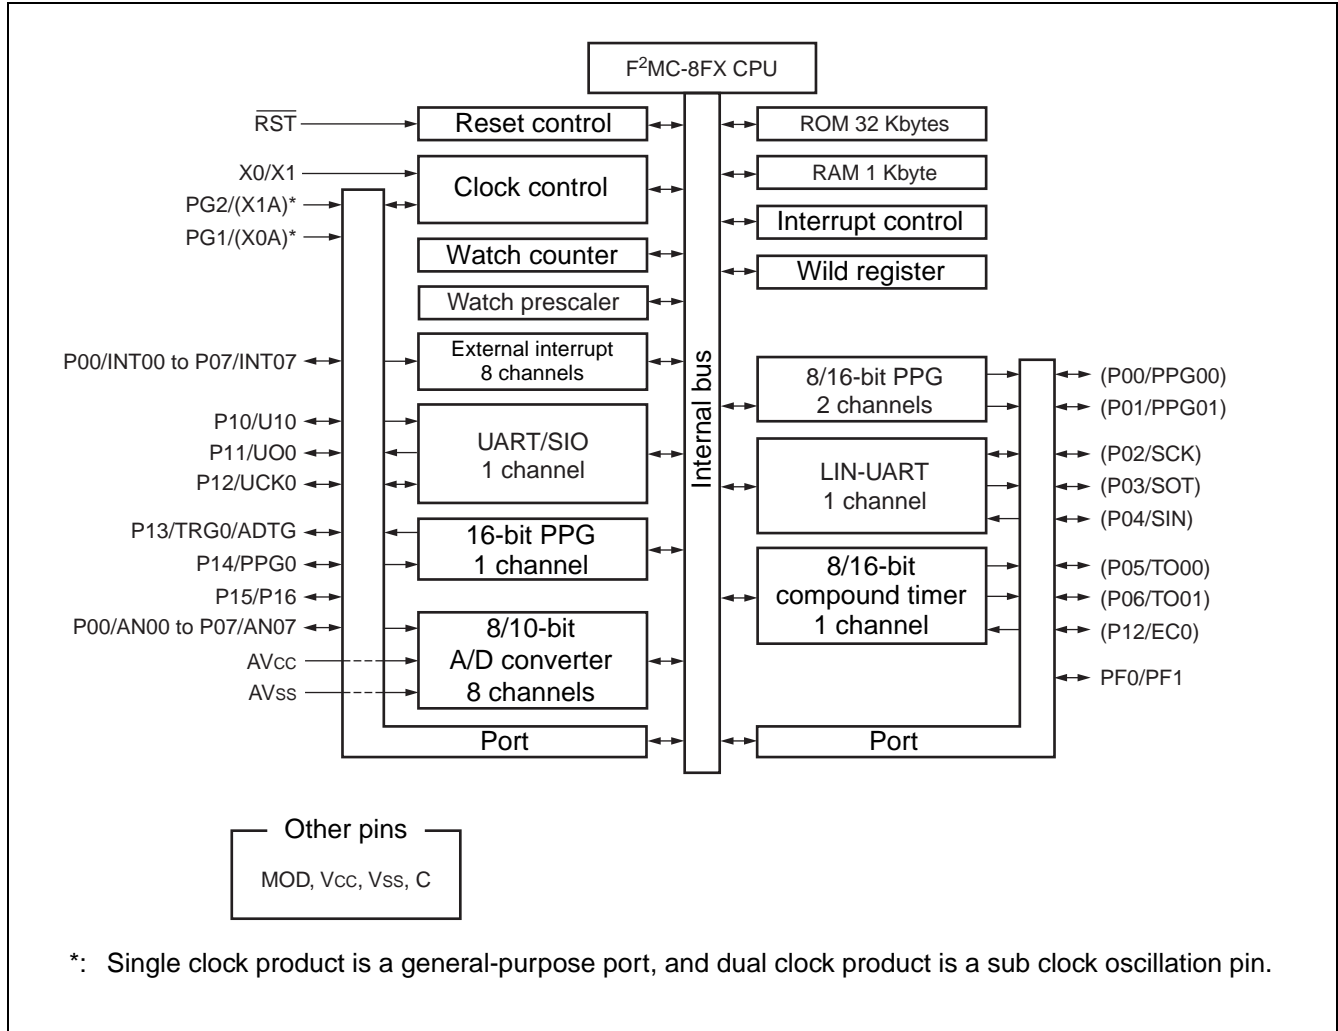 F²MC-8FX CPU
RST
Reset control
ROM 32 Kbytes
X0/X1
Clock control
RAM 1 Kbyte
PG2/(X1A)*
PG1/(X0A)*
Interrupt control
Watch counter
Wild register
Watch prescaler
P00/INT00 to P07/INT07
External interrupt
8 channels
Internal bus
8/16-bit PPG
2 channels
(P00/PPG00)
(P01/PPG01)
P10/U10
P11/UO0
P12/UCK0
UART/SIO
1 channel
LIN-UART
1 channel
(P02/SCK)
(P03/SOT)
(P04/SIN)
P13/TRG0/ADTG
P14/PPG0
16-bit PPG
1 channel
8/16-bit
compound timer
1 channel
(P05/TO00)
(P06/TO01)
(P12/EC0)
P15/P16
P00/AN00 to P07/AN07
AVcc
AVss
8/10-bit
A/D converter
8 channels
PF0/PF1
Port
Port
Other pins
MOD, Vcc, Vss, C
*: Single clock product is a general-purpose port, and dual clock product is a sub clock oscillation pin.